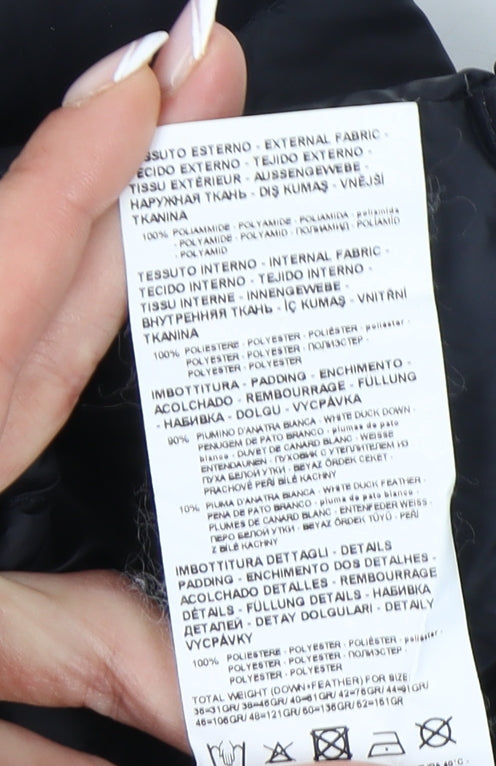 SSUTO ESTERNO - EXTERNAL FABRIC -
ECIDO EXTERNO - TEJIDO EXTERNO -
TISSU EXTÉRIEUR - AUSSENGEWEBE -
НАРУЖНАЯ ТКАНЬ - DIŞ KUMAŞ - VNĚJŠÍ
TKANINA
100% POLIAMMIDE - POLYAMIDE - POLIAMIDA - poliamida
- POLYAMIDE - POLYAMID - ПОЛИАМИД - POLİAMİD
- POLYAMID
TESSUTO INTERNO - INTERNAL FABRIC -
TECIDO INTERNO - TEJIDO INTERNO -
TISSU INTERNE - INNENGEWEBE -
ВНУТРЕННЯЯ ТКАНЬ - İÇ KUMAŞ - VNITŘNÍ
TKANINA
100% POLIESTERE - POLYESTER - POLIÉSTER - poliester -
POLYESTER - POLYESTER - ПОЛИЭСТЕР -
POLYESTER - POLYESTER
IMBOTTITURA - PADDING - ENCHIMENTO -
ACOLCHADO - REMBOURRAGE - FÜLLUNG
- НАБИВКА - DOLGU - VYCPÁVKA
90% PIUMINO D'ANATRA BIANCA - WHITE DUCK DOWN -
PENUGEM DE PATO BRANCO - plumas de pato
blanco - DUVET DE CANARD BLANC - WEISSE
ENTENDAUNEN - ПУХОВИК С УТЕПЛИТЕЛЕМ ИЗ
ПУХА БЕЛОЙ УТКИ - BEYAZ ÖRDEK CEKET -
PRACHOVÉ PEŘÍ BÍLÉ KACHNY
10% PIUMA D'ANATRA BIANCA - WHITE DUCK FEATHER -
PENA DE PATO BRANCO - pluma de pato blanco -
PLUMES DE CANARD BLANC - ENTENFEDER WEISS -
ПЕРО БЕЛОЙ УТКИ - BEYAZ ÖRDEK TÜYÜ - PEŘÍ
Z BÍLÉ KACHNY
IMBOTTITURA DETTAGLI - DETAILS
PADDING - ENCHIMENTO DOS DETALHES -
ACOLCHADO DETALLES - REMBOURRAGE
DÉTAILS - FÜLLUNG DETAILS - НАБИВКА
ДЕТАЛЕЙ - DETAY DOLGULARI - DETAILY
VYCPÁVKY
100% POLIESTERE - POLYESTER - POLIÉSTER - poliester -
POLYESTER - POLYESTER - ПОЛИЭСТЕР -
POLYESTER - POLYESTER
TOTAL WEIGHT (DOWN+FEATHER) FOR SIZE
36=31GR/ 38=46GR/ 40=61GR/ 42=76GR/ 44=91GR/
46=106GR/ 48=121GR/ 50=136GR/ 52=151GR